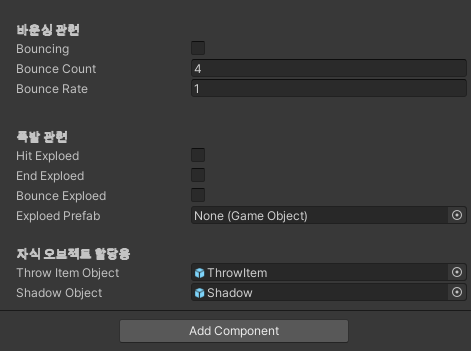 바운싱 관련
Bouncing
Bounce Count 4
Bounce Rate 1
폭발 관련
Hit Exploed
End Exploed
Bounce Exploed
Exploed Prefab None (Game Object)
자식 오브젝트 할당용
Throw Item Object ThrowItem
Shadow Object Shadow
Add Component